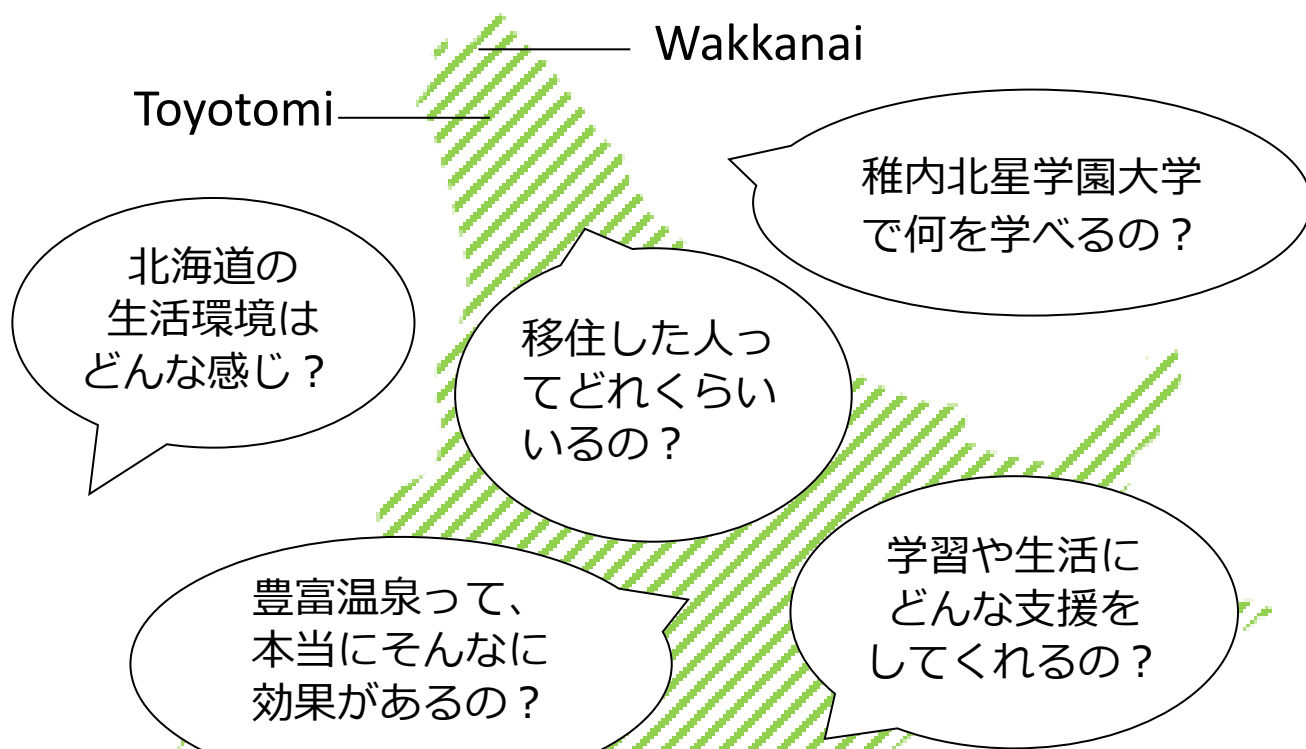 Wakkanai
Toyotomi
稚内北星学園大学
で何を学べるの？
北海道の
生活環境は
どんな感じ？
移住した人っ
てどれくらい
いるの？
学習や生活に
どんな支援を
してくれるの？
豊富温泉って、
本当にそんなに
効果があるの？